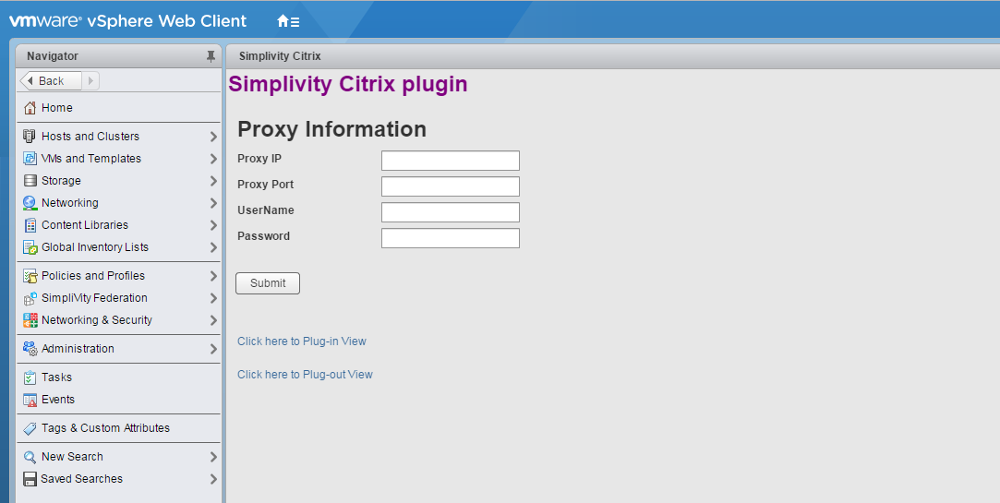 vmware® vSphere Web Client
Navigator
Back
Home
Hosts and Clusters
VMs and Templates
Storage
Networking
Content Libraries
Global Inventory Lists
Policies and Profiles
SimpliVity Federation
Networking & Security
Administration
Tasks
Events
Tags & Custom Attributes
New Search
Saved Searches
Simplivity Citrix
Simplivity Citrix plugin
Proxy Information
Proxy IP
Proxy Port
UserName
Password
Submit
Click here to Plug-in View
Click here to Plug-out View